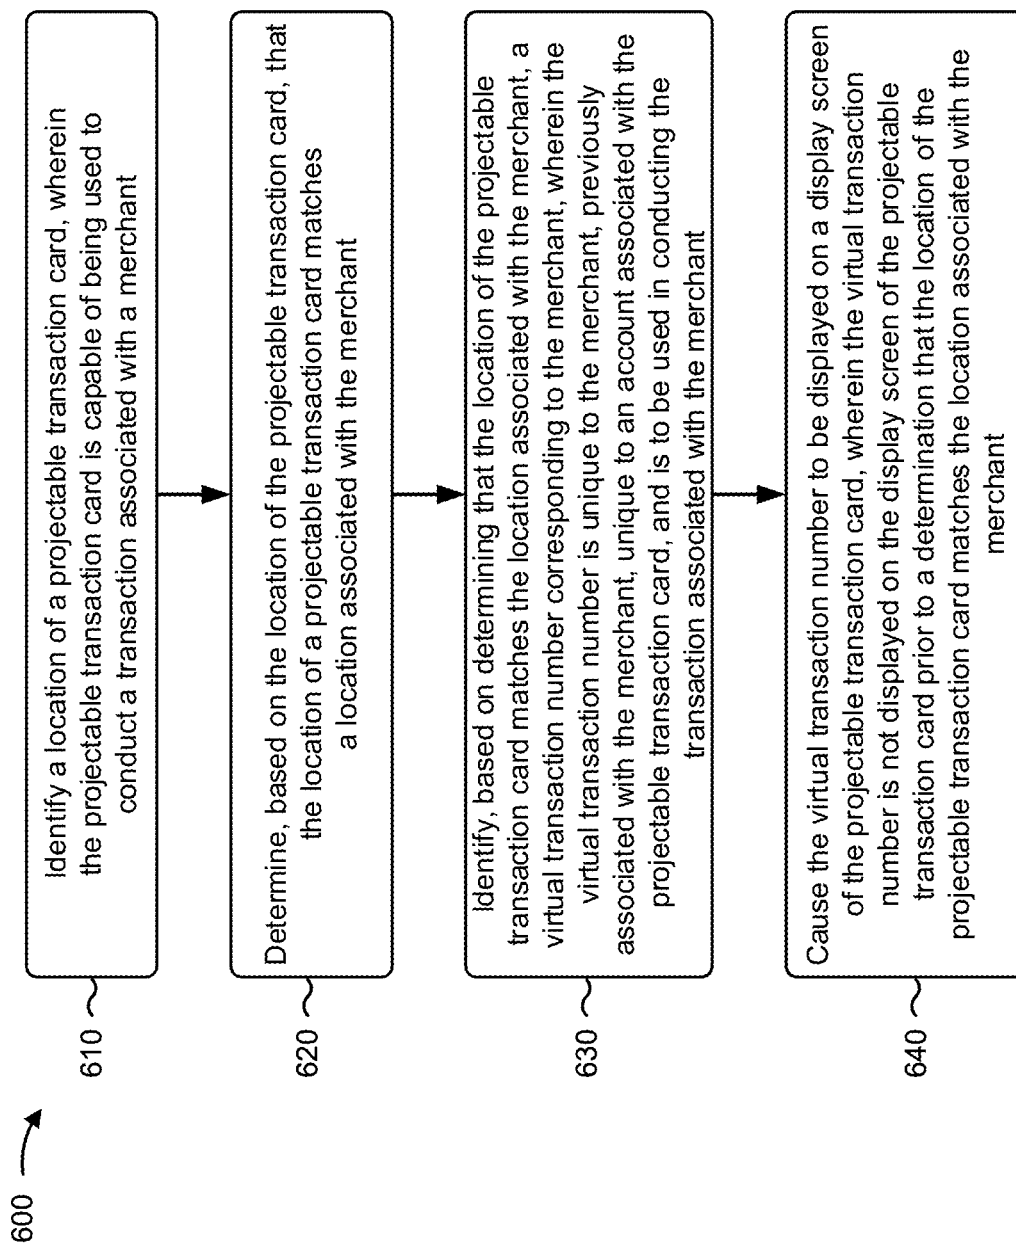 600
610
Identify a location of a projectable transaction card, wherein
the projectable transaction card is capable of being used to
conduct a transaction associated with a merchant
620
Determine, based on the location of the projectable transaction card, that
the location of a projectable transaction card matches
a location associated with the merchant
630
Identify, based on determining that the location of the projectable
transaction card matches the location associated with the merchant, a
virtual transaction number corresponding to the merchant, wherein the
virtual transaction number is unique to the merchant, previously
associated with the merchant, unique to an account associated with the
projectable transaction card, and is to be used in conducting the
transaction associated with the merchant
640
Cause the virtual transaction number to be displayed on a display screen
of the projectable transaction card, wherein the virtual transaction
number is not displayed on the display screen of the projectable
transaction card prior to a determination that the location of the
projectable transaction card matches the location associated with the
merchant